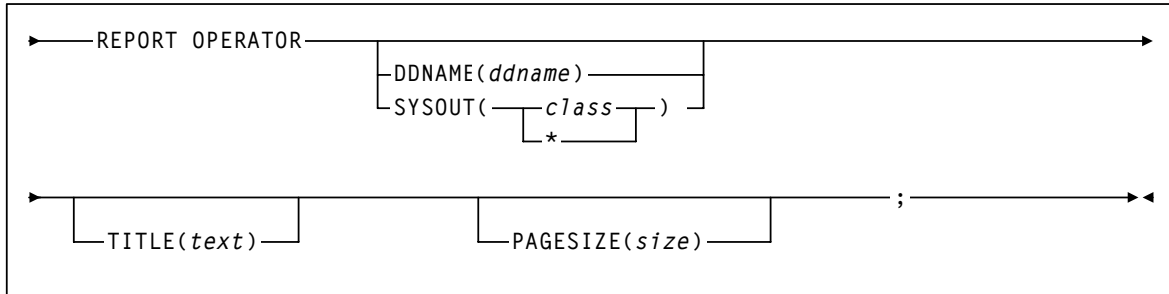 REPORT OPERATOR
DDNAME(ddname)
SYSOUT( class )
*
TITLE(text) PAGESIZE(size) ;